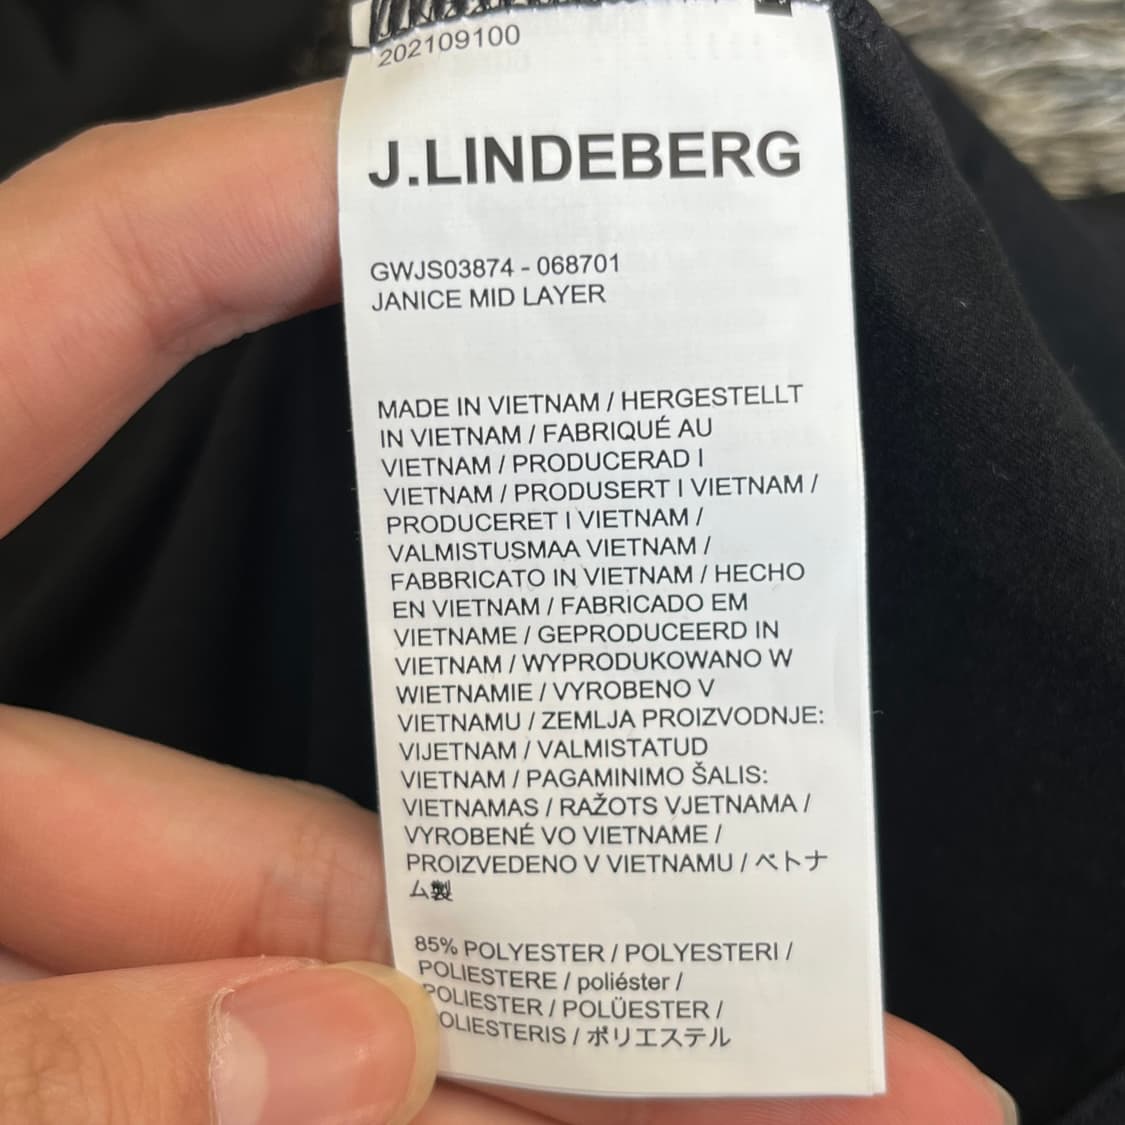 202109100
J.LINDEBERG
GWJS03874 - 068701
JANICE MID LAYER
MADE IN VIETNAM / HERGESTELLT
IN VIETNAM / FABRIQUÉ AU
VIETNAM / PRODUCERAD I
VIETNAM / PRODUSERT I VIETNAM /
PRODUCERET I VIETNAM /
VALMISTUSMAA VIETNAM /
FABBRICATO IN VIETNAM / HECHO
EN VIETNAM / FABRICADO EM
VIETNAME / GEPRODUCEERD IN
VIETNAM / WYPRODUKOWANO W
WIETNAMIE / VYROBENO V
VIETNAMU / ZEMLJA PROIZVODNJE:
VIJETNAM / VALMISTATUD
VIETNAM / PAGAMINIMO ŠALIS:
VIETNAMAS / RAŽOTS VJETNAMA /
VYROBENÉ VO VIETNAME /
PROIZVEDENO V VIETNAMU / ベトナ
ム製
85% POLYESTER / POLYESTERI /
POLIESTERE / poliéster /
POLIESTER / POLÜESTER /
OLIESTERIS / ポリエステル